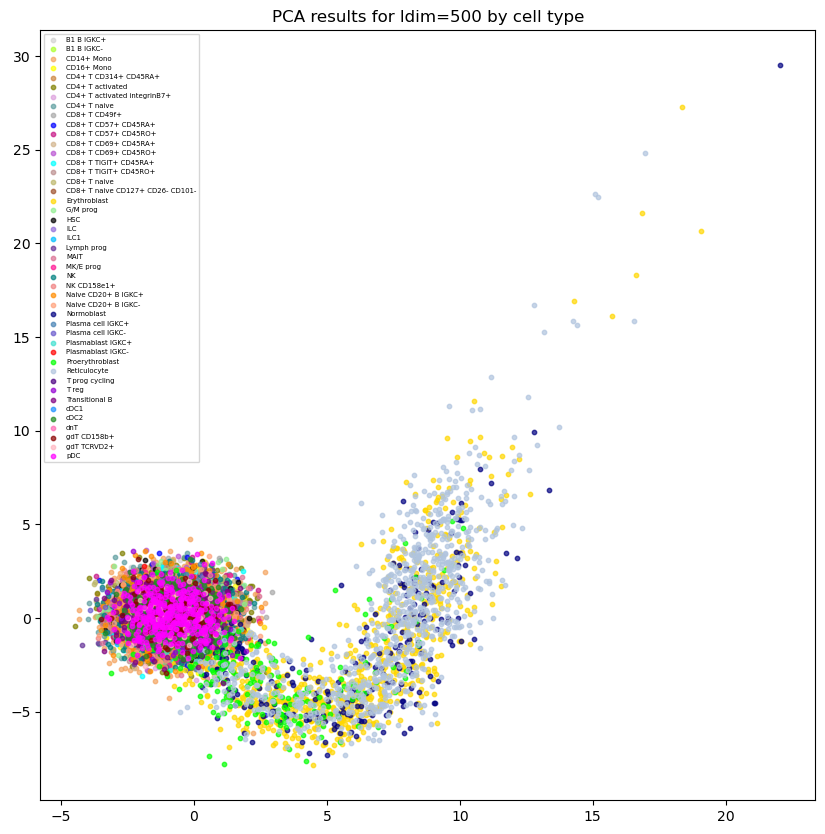 PCA results for ldim=500 by cell type
B1 B IGKC+
B1 B IGKC-
CD14+ Mono
CD16+ Mono
CD4+ T CD314+ CD45RA+
CD4+ T activated
CD4+ T activated integrinB7+
CD4+ T naive
CD8+ T CD49f+
CD8+ T CD57+ CD45RA+
CD8+ T CD57+ CD45RO+
CD8+ T CD69+ CD45RA+
CD8+ T CD69+ CD45RO+
CD8+ T TIGIT+ CD45RA+
CD8+ T TIGIT+ CD45RO+
CD8+ T naive
CD8+ T naive CD127+ CD26- CD101-
Erythroblast
G/M prog
HSC
ILC
ILC1
Lymph prog
MAIT
MK/E prog
NK
NK CD158e1+
Naive CD20+ B IGKC+
Naive CD20+ B IGKC-
Normoblast
Plasma cell IGKC+
Plasma cell IGKC-
Plasmablast IGKC+
Plasmablast IGKC-
Proerythroblast
Reticulocyte
T prog cycling
T reg
Transitional B
cDC1
cDC2
dnT
gdT CD158b+
gdT TCRVD2+
pDC
30
25
20
15
10
5
0
−5
−5
0
5
10
15
20